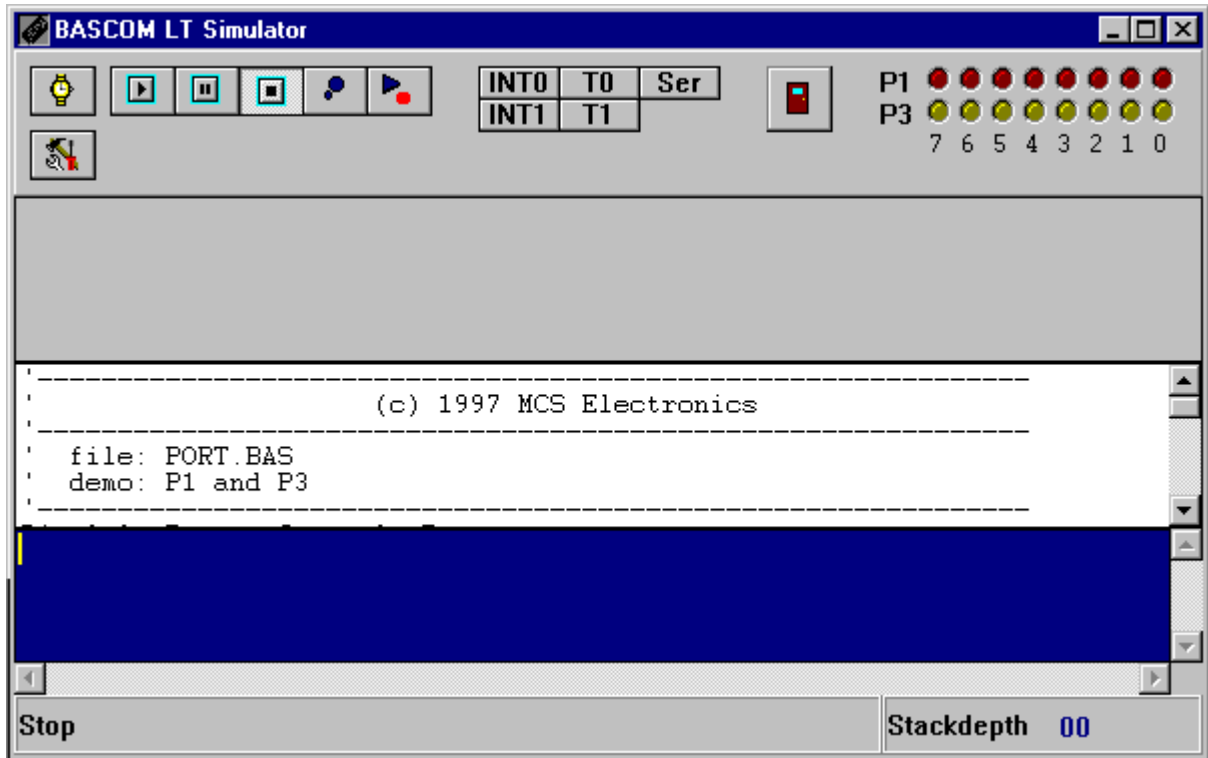 BASCOM LT Simulator
INT0 T0 Ser
INT1 T1
P1
P3
7 6 5 4 3 2 1 0
'--------------------------------------------------------------
' (c) 1997 MCS Electronics
'--------------------------------------------------------------
' file: PORT.BAS
' demo: P1 and P3
'--------------------------------------------------------------
Stop
Stackdepth 00